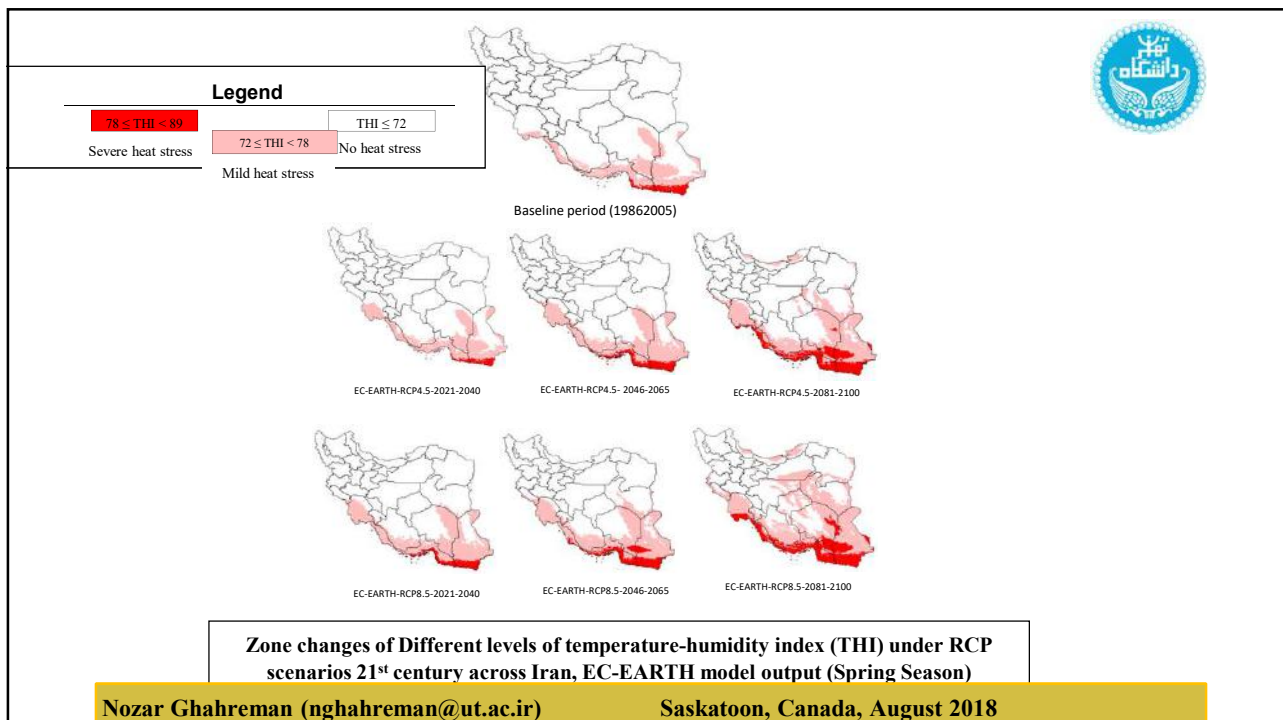 تهران
دانشگاه
Legend
78 ≤ THI < 89
THI ≤ 72
72 ≤ THI < 78
Severe heat stress
No heat stress
Mild heat stress
Baseline period (19862005)
EC-EARTH-RCP4.5-2021-2040
EC-EARTH-RCP4.5- 2046-2065
EC-EARTH-RCP4.5-2081-2100
EC-EARTH-RCP8.5-2021-2040
EC-EARTH-RCP8.5-2046-2065
EC-EARTH-RCP8.5-2081-2100
Zone changes of Different levels of temperature-humidity index (THI) under RCP
scenarios 21st century across Iran, EC-EARTH model output (Spring Season)
Nozar Ghahreman (nghahreman@ut.ac.ir) Saskatoon, Canada, August 2018